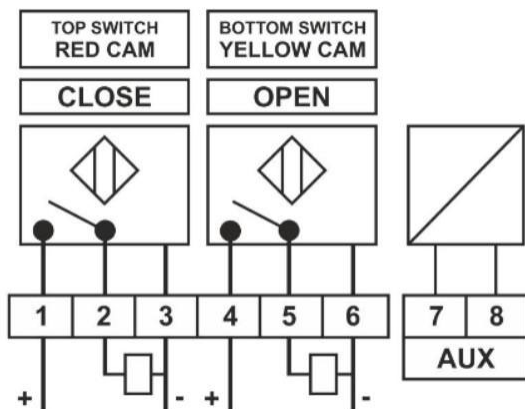 TOP SWITCH
RED CAM
BOTTOM SWITCH
YELLOW CAM
CLOSE
OPEN
1 2 3 4 5 6 7 8
AUX
+ - + -